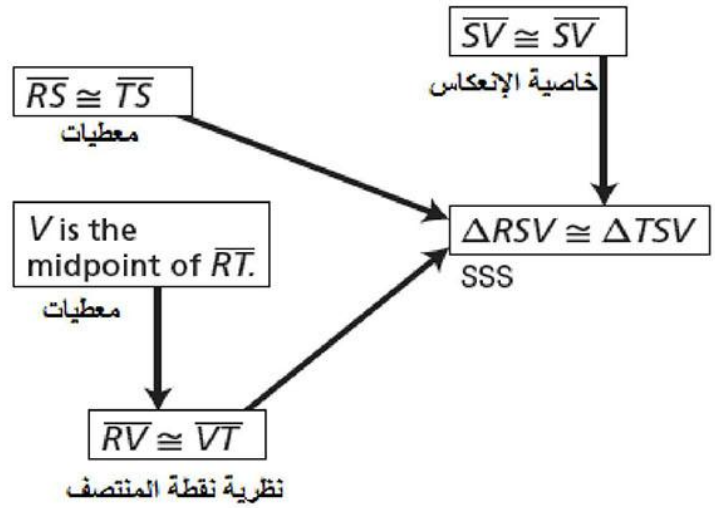 SV ≅ SV
خاصية الإنعكاس
RS ≅ TS
معطيات
V is the
midpoint of RT.
معطيات
ΔRSV ≅ ΔTSV
SSS
RV ≅ VT
نظرية نقطة المنتصف